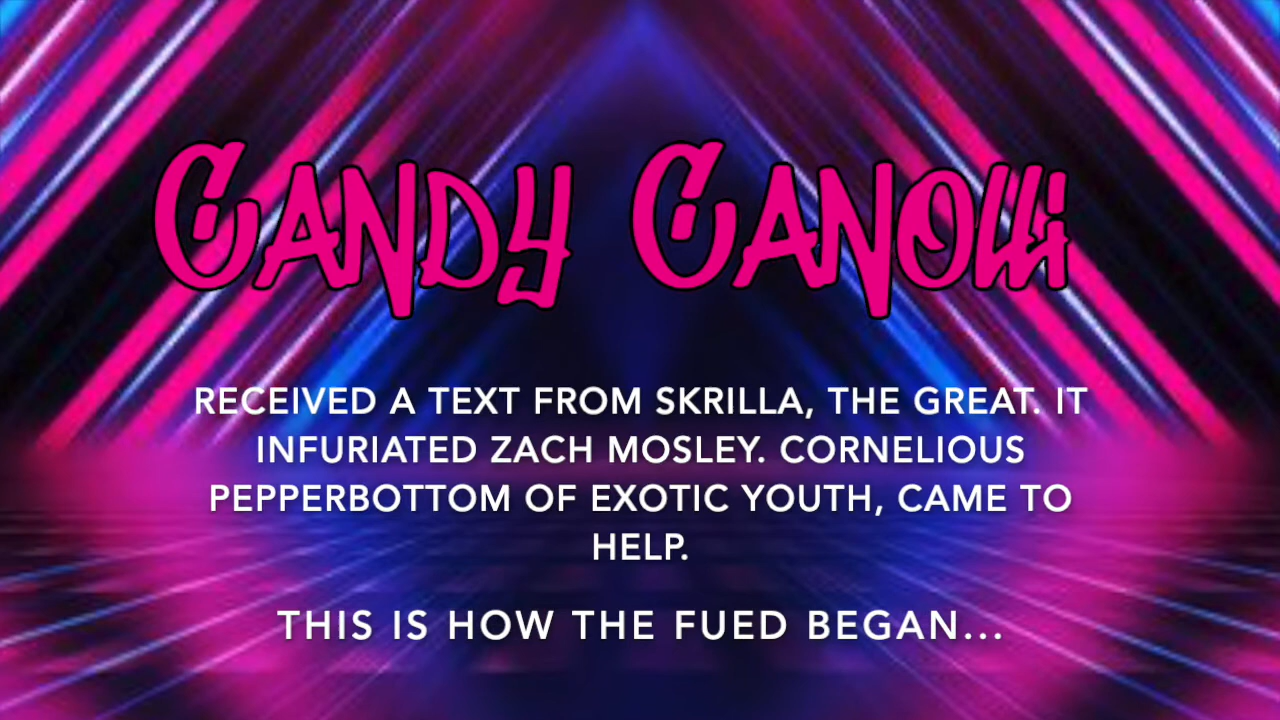 Candy Canolli
RECEIVED A TEXT FROM SKRILLA, THE GREAT. IT
INFURIATED ZACH MOSLEY. CORNELIOUS
PEPPERBOTTOM OF EXOTIC YOUTH, CAME TO
HELP.
THIS IS HOW THE FUED BEGAN...